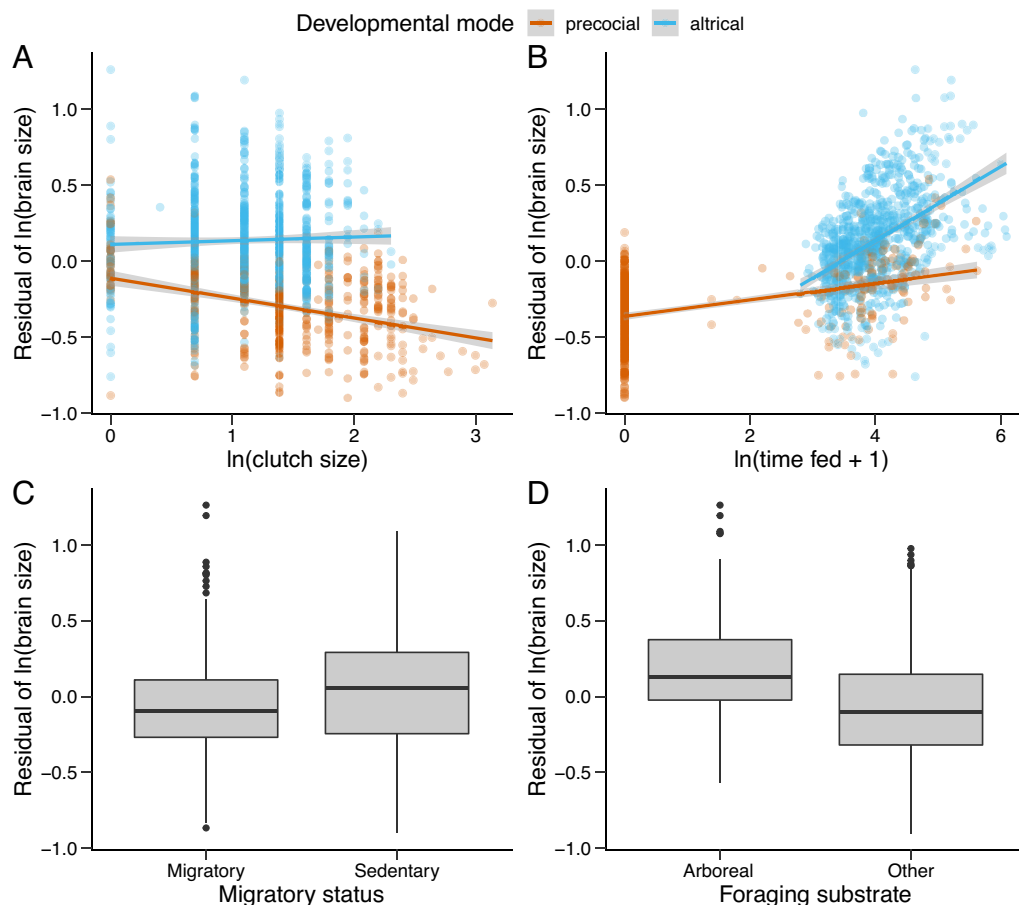 Developmental mode precocial altrical
A
Residual of ln(brain size)
1.0
0.5
0.0
−0.5
−1.0
0 1 2 3
ln(clutch size)
B
Residual of ln(brain size)
1.0
0.5
0.0
−0.5
−1.0
0 2 4 6
ln(time fed + 1)
C
Residual of ln(brain size)
1.0
0.5
0.0
−0.5
−1.0
Migratory Sedentary
Migratory status
D
Residual of ln(brain size)
1.0
0.5
0.0
−0.5
−1.0
Arboreal Other
Foraging substrate